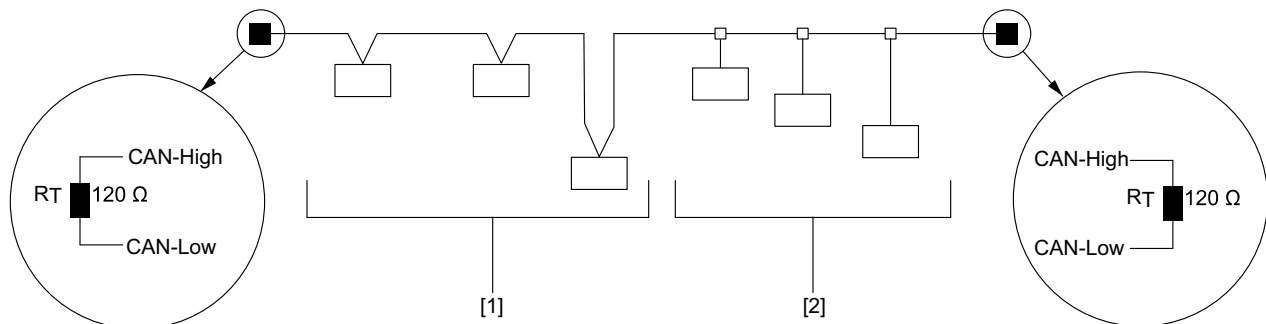 CAN-High
RT 120 Ω
CAN-Low
CAN-High
RT 120 Ω
CAN-Low
[1]
[2]